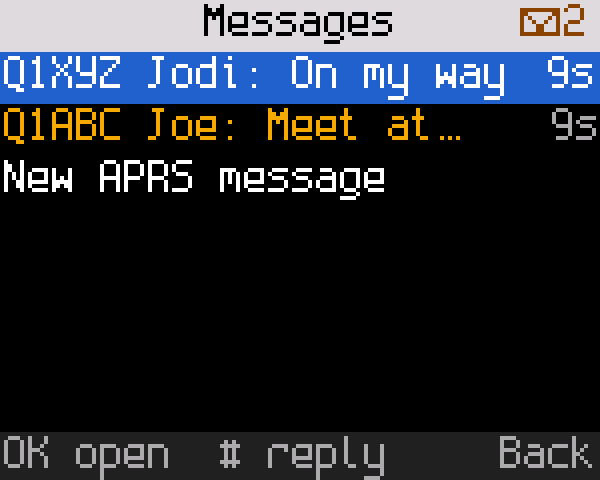 Messages 2
Q1XYZ Jodi: On my way 9s
Q1ABC Joe: Meet at… 9s
New APRS message
OK open # reply Back